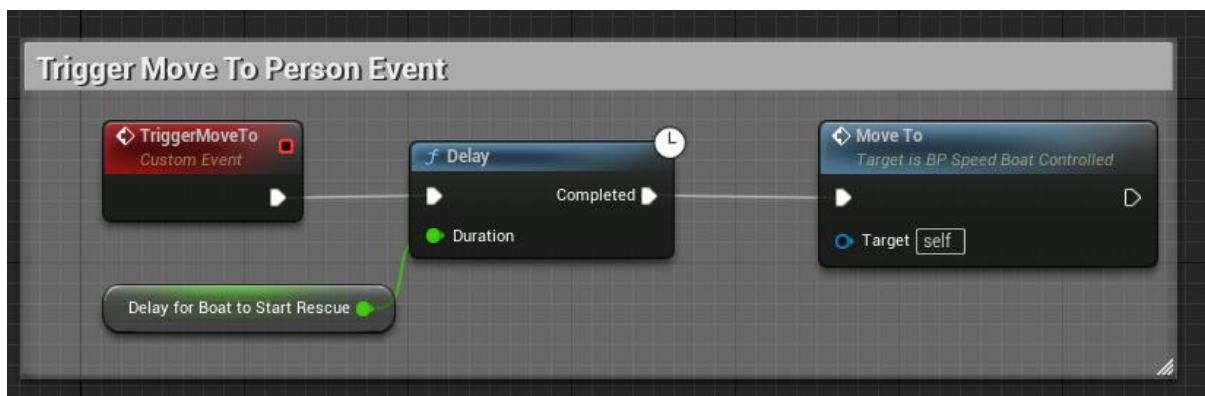 Trigger Move To Person Event
TriggerMoveTo
Custom Event
f Delay
Completed
Duration
Delay for Boat to Start Rescue
Move To
Target is BP Speed Boat Controlled
Target self